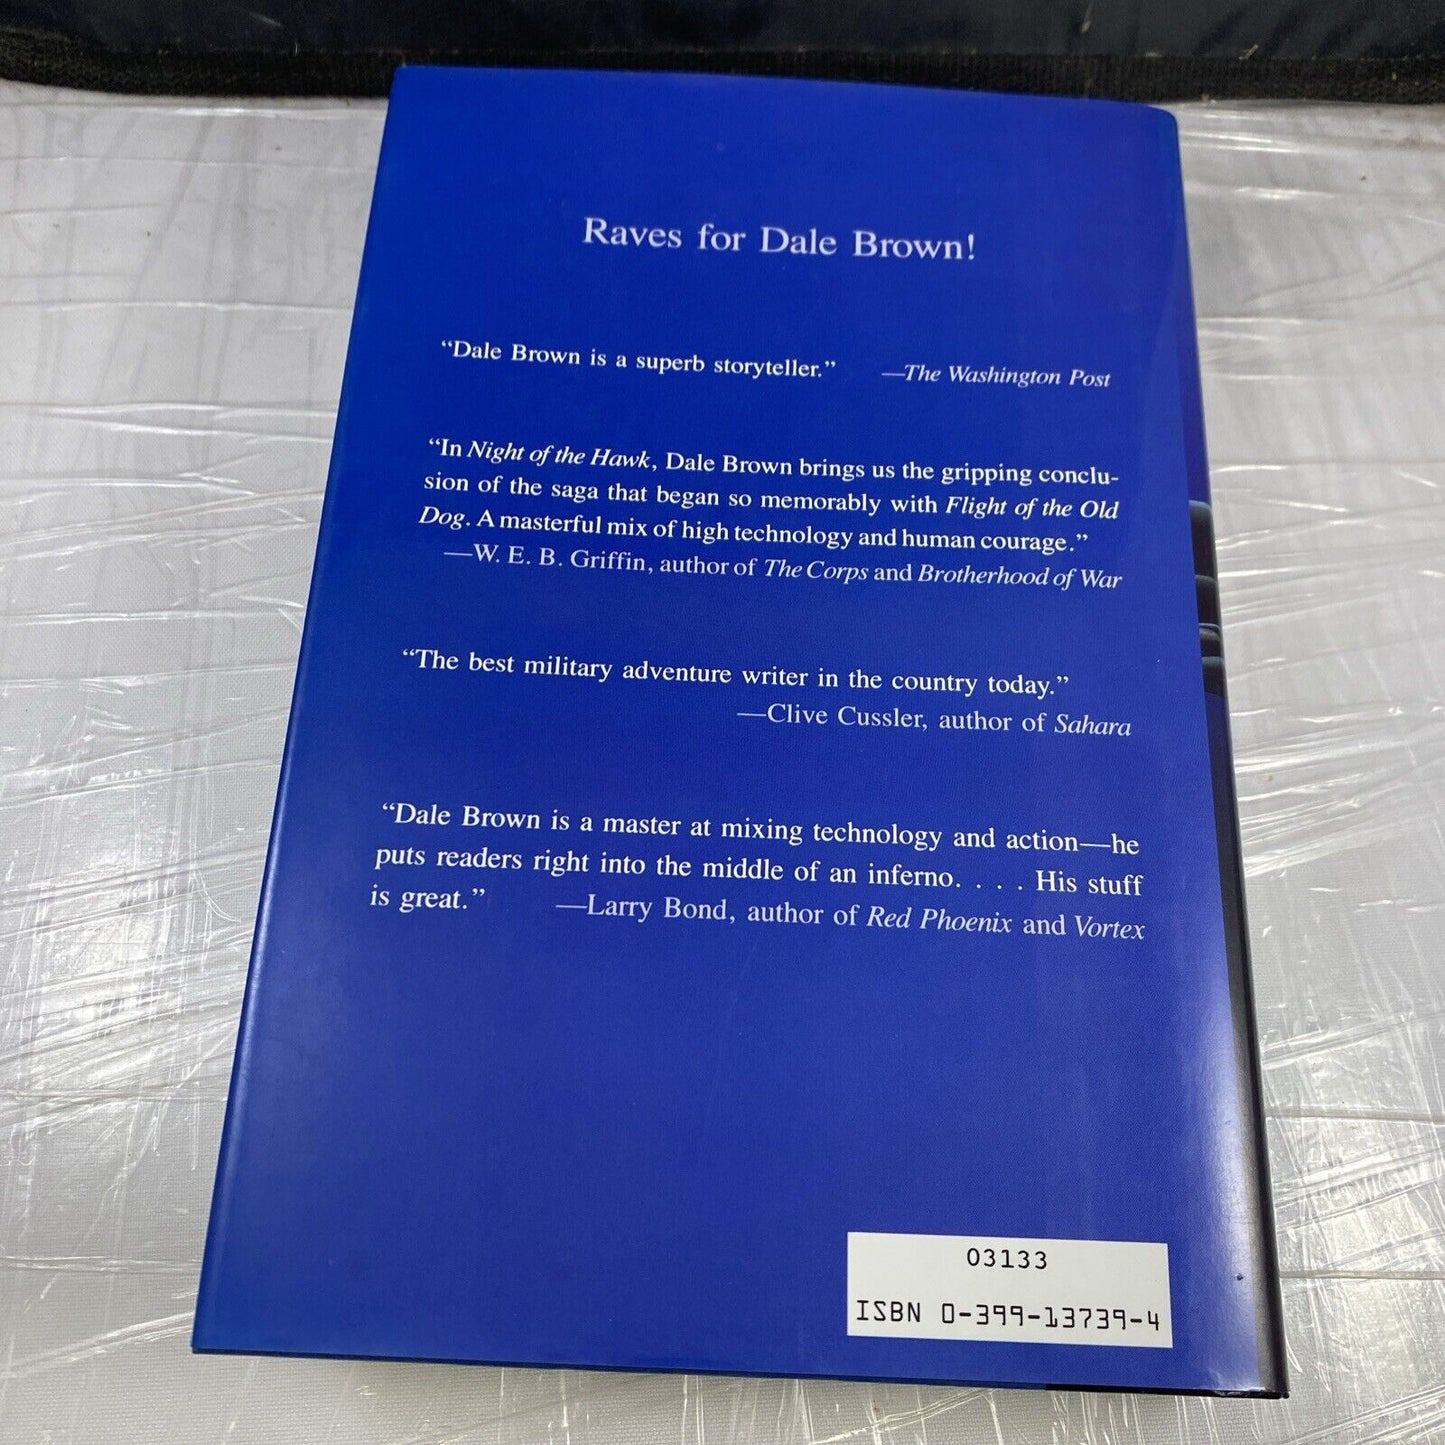 Raves for Dale Brown!
“Dale Brown is a superb storyteller.” —The Washington Post
“In Night of the Hawk, Dale Brown brings us the gripping conclu-
sion of the saga that began so memorably with Flight of the Old
Dog. A masterful mix of high technology and human courage.”
—W. E. B. Griffin, author of The Corps and Brotherhood of War
“The best military adventure writer in the country today.”
—Clive Cussler, author of Sahara
“Dale Brown is a master at mixing technology and action—he
puts readers right into the middle of an inferno. . . . His stuff
is great.” —Larry Bond, author of Red Phoenix and Vortex
03133
ISBN 0-399-13739-4